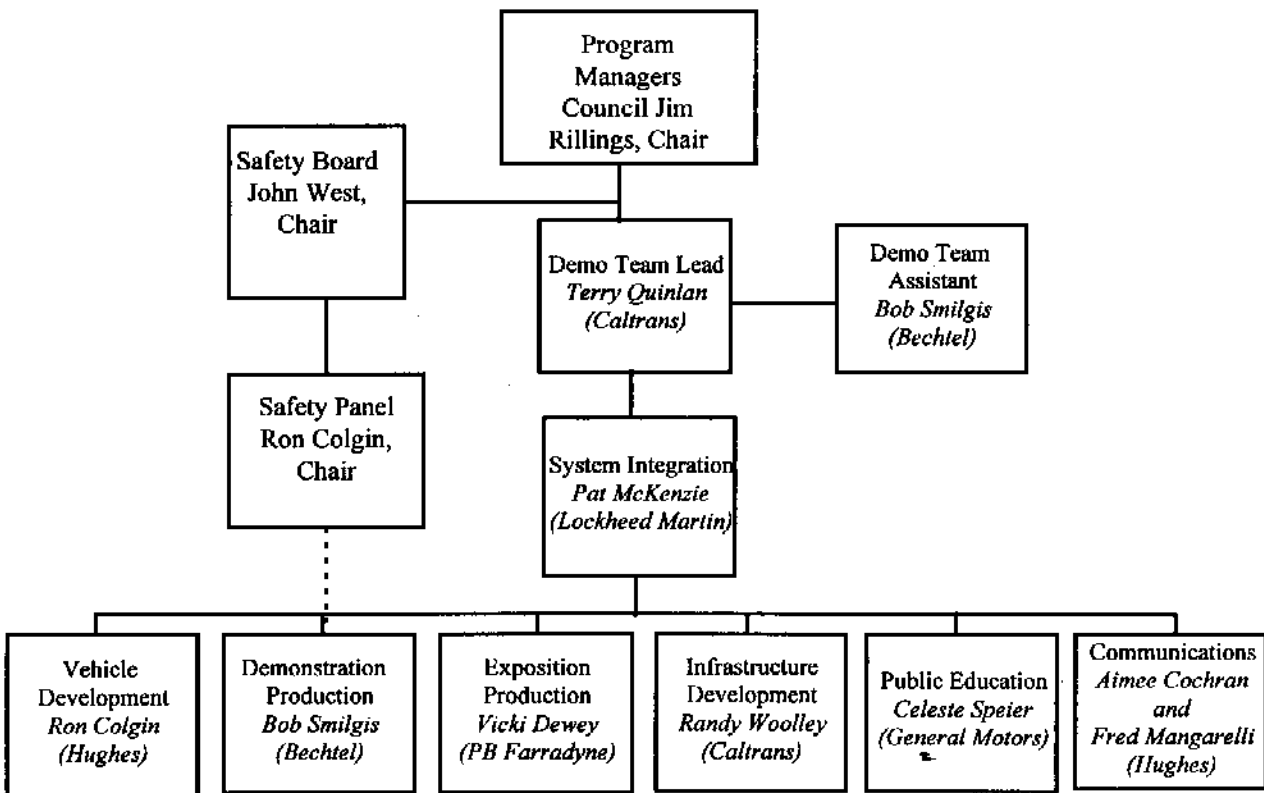 Program
Managers
Council Jim
Rillings, Chair
Safety Board
John West,
Chair
Demo Team Lead
Terry Quinlan
(Caltrans)
Demo Team
Assistant
Bob Smilgis
(Bechtel)
Safety Panel
Ron Colgin,
Chair
System Integration
Pat McKenzie
(Lockheed Martin)
Vehicle
Development
Ron Colgin
(Hughes)
Demonstration
Production
Bob Smilgis
(Bechtel)
Exposition
Production
Vicki Dewey
(PB Farradyne)
Infrastructure
Development
Randy Woolley
(Caltrans)
Public Education
Celeste Speier
(General Motors)
Communications
Aimee Cochran
and
Fred Mangarelli
(Hughes)